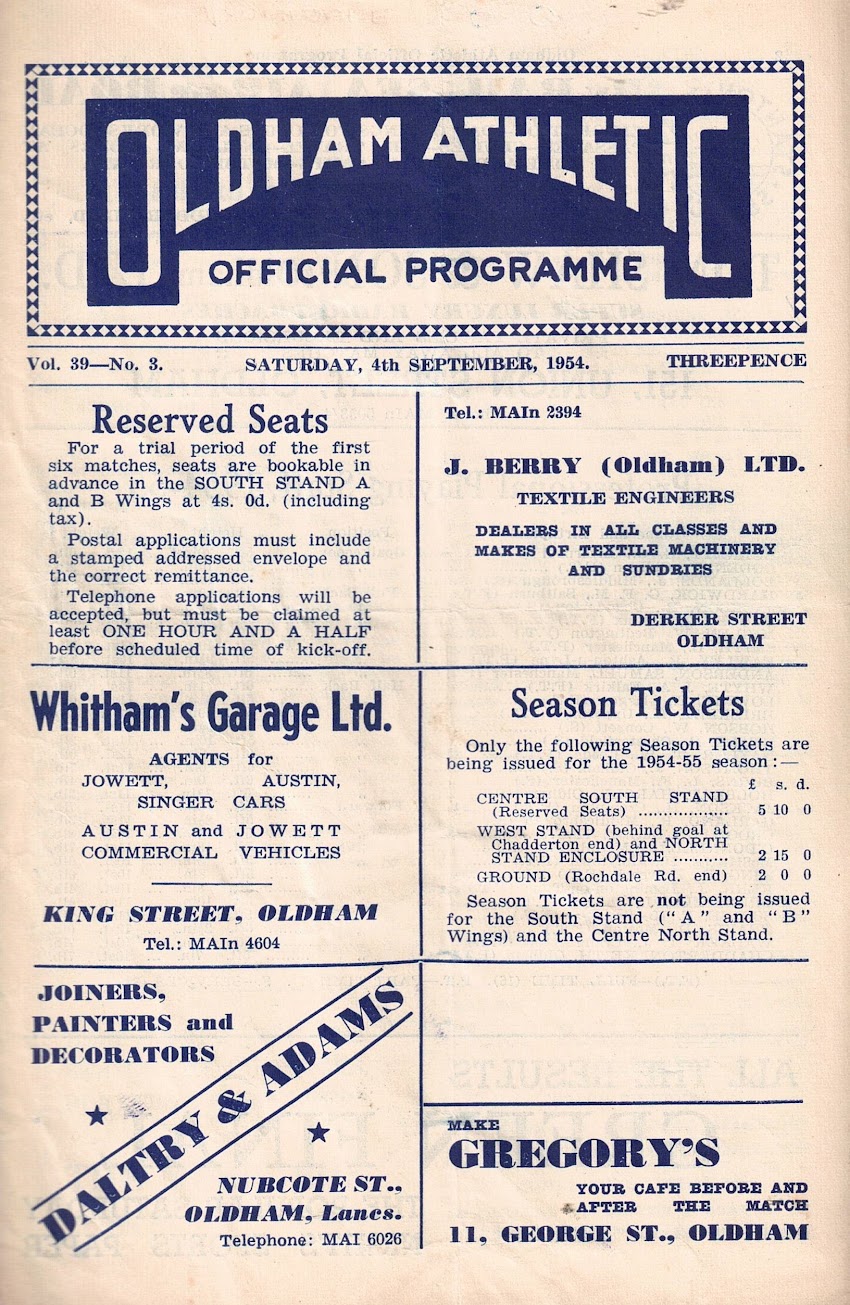 OLDHAM ATHLETIC
OFFICIAL PROGRAMME
Vol. 39—No. 3. SATURDAY, 4th SEPTEMBER, 1954. THREEPENCE
Reserved Seats
For a trial period of the first
six matches, seats are bookable in
advance in the SOUTH STAND A
and B Wings at 4s. 0d. (including
tax).
Postal applications must include
a stamped addressed envelope and
the correct remittance.
Telephone applications will be
accepted, but must be claimed at
least ONE HOUR AND A HALF
before scheduled time of kick-off.
Tel.: MAIn 2394
J. BERRY (Oldham) LTD.
TEXTILE ENGINEERS
DEALERS IN ALL CLASSES AND
MAKES OF TEXTILE MACHINERY
AND SUNDRIES
DERKER STREET
OLDHAM
Whitham's Garage Ltd.
AGENTS for
JOWETT, AUSTIN,
SINGER CARS
AUSTIN and JOWETT
COMMERCIAL VEHICLES
KING STREET, OLDHAM
Tel.: MAIn 4604
Season Tickets
Only the following Season Tickets are
being issued for the 1954-55 season:—
£ s. d.
CENTRE SOUTH STAND
(Reserved Seats) .................. 5 10 0
WEST STAND (behind goal at
Chadderton end) and NORTH
STAND ENCLOSURE ........... 2 15 0
GROUND (Rochdale Rd. end) 2 0 0
Season Tickets are not being issued
for the South Stand ("A" and "B"
Wings) and the Centre North Stand.
JOINERS,
PAINTERS and
DECORATORS
DALTRY & ADAMS
NUBCOTE ST.,
OLDHAM, Lancs.
Telephone: MAI 6026
MAKE
GREGORY'S
YOUR CAFE BEFORE AND
AFTER THE MATCH
11, GEORGE ST., OLDHAM